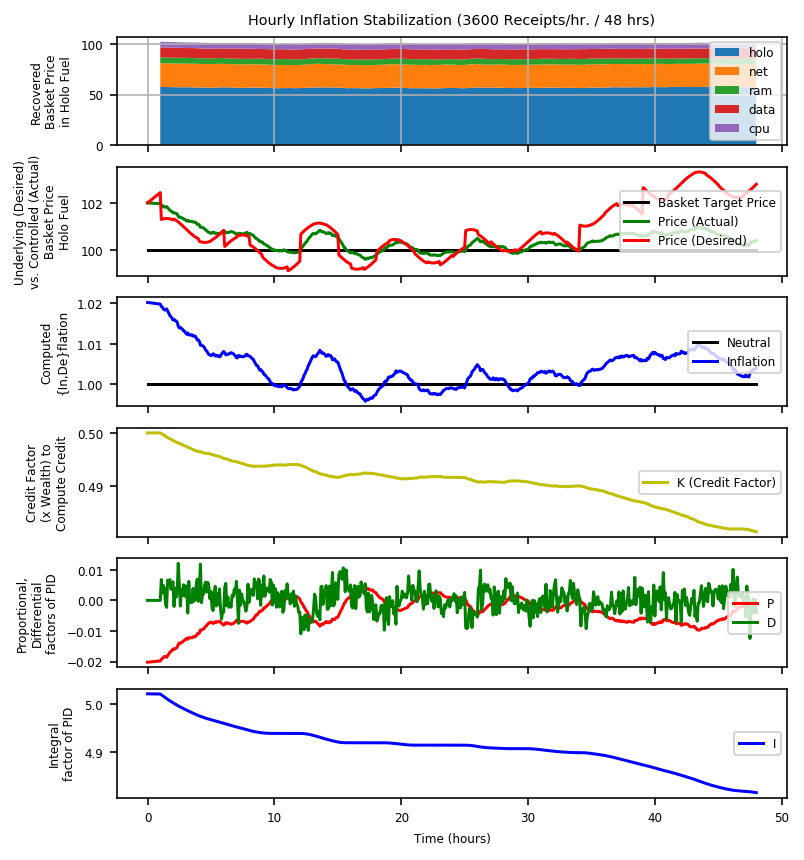 Hourly Inflation Stabilization (3600 Receipts/hr. / 48 hrs)
Recovered
Basket Price
in Holo Fuel
100
50
0
holo
net
ram
data
cpu
Underlying (Desired)
vs. Controlled (Actual)
Basket Price
Holo Fuel
102
100
Basket Target Price
Price (Actual)
Price (Desired)
Computed
{In,De}flation
1.02
1.01
1.00
Neutral
Inflation
Credit Factor
(x Wealth) to
Compute Credit
0.50
0.49
K (Credit Factor)
Proportional,
Differential
factors of PID
0.01
0.00
−0.01
−0.02
P
D
Integral
factor of PID
5.0
4.9
I
0 10 20 30 40 50
Time (hours)